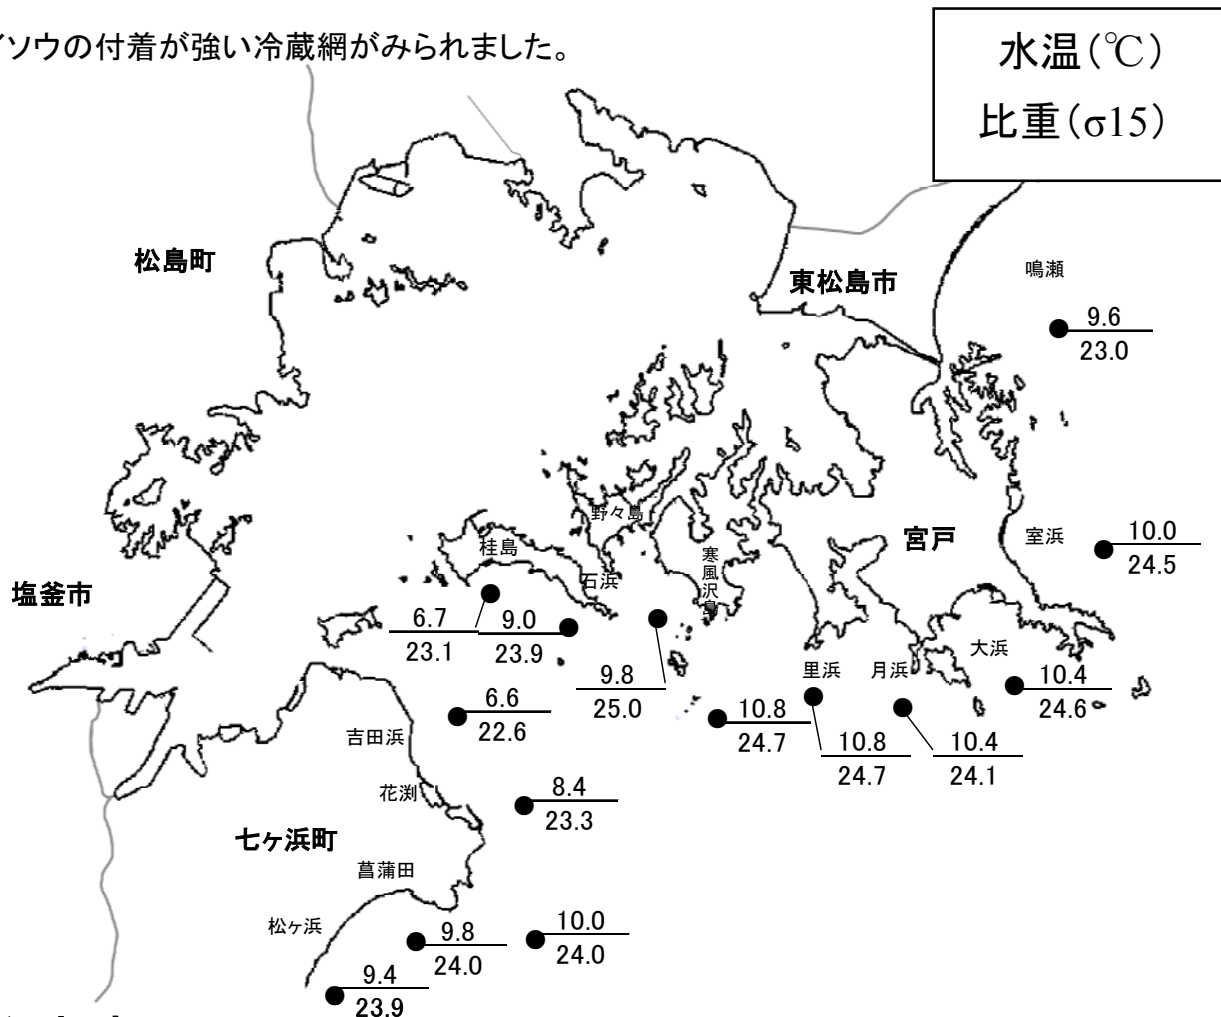 イソウの付着が強い冷蔵網がみられました。
水温(℃)
比重(σ15)
松島町
東松島市
鳴瀬
9.6
23.0
野々島
宮戸
室浜
10.0
24.5
桂島
石浜
寒風沢島
塩釜市
6.7
23.1
9.0
23.9
9.8
25.0
里浜
月浜
大浜
10.4
24.6
6.6
22.6
10.8
24.7
10.8
24.7
10.4
24.1
吉田浜
花渕
8.4
23.3
七ヶ浜町
菖蒲田
松ヶ浜
9.8
24.0
10.0
24.0
9.4
23.9